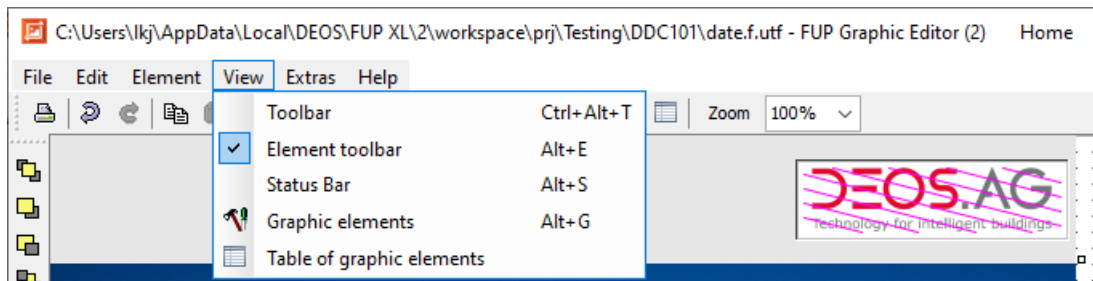 C:\Users\lkj\AppData\Local\DEOS\FUP XL\2\workspace\prj\Testing\DDC101\date.f.utf - FUP Graphic Editor (2) Home
File Edit Element View Extras Help
Zoom 100%
Toolbar Ctrl+Alt+T
Element toolbar Alt+E
Status Bar Alt+S
Graphic elements Alt+G
Table of graphic elements
DEOS.AG
Technology for intelligent buildings